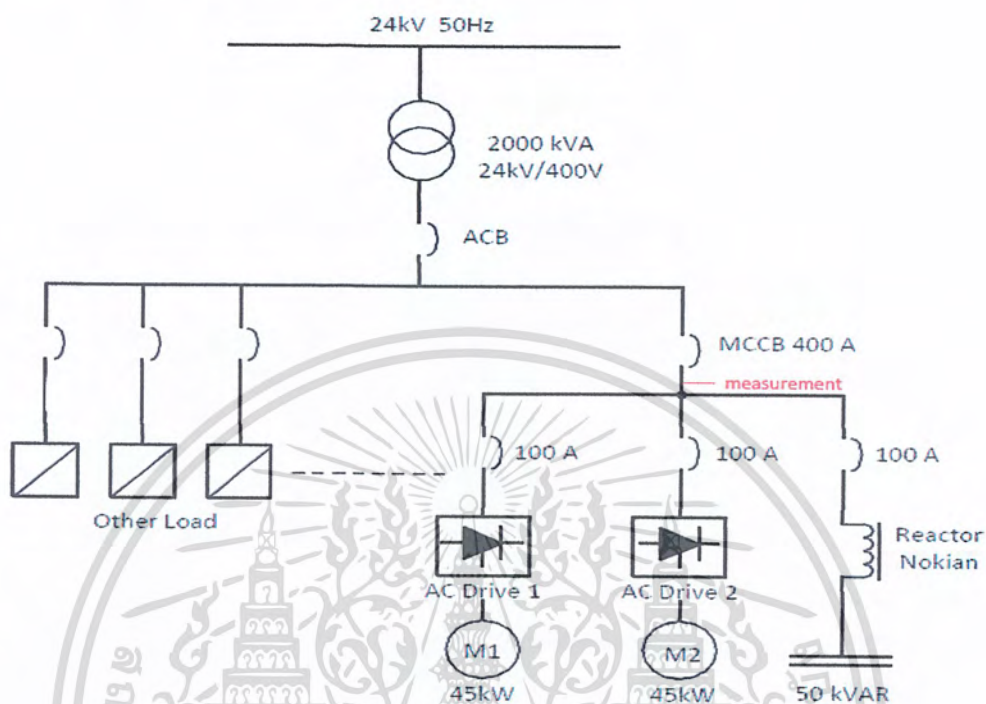 24kV 50Hz
2000 kVA
24kV/400V
ACB
MCCB 400 A
measurement
100 A
100 A
100 A
Other Load
Reactor
Nokian
AC Drive 1
AC Drive 2
M1
M2
45kW
45kW
50 kVAR